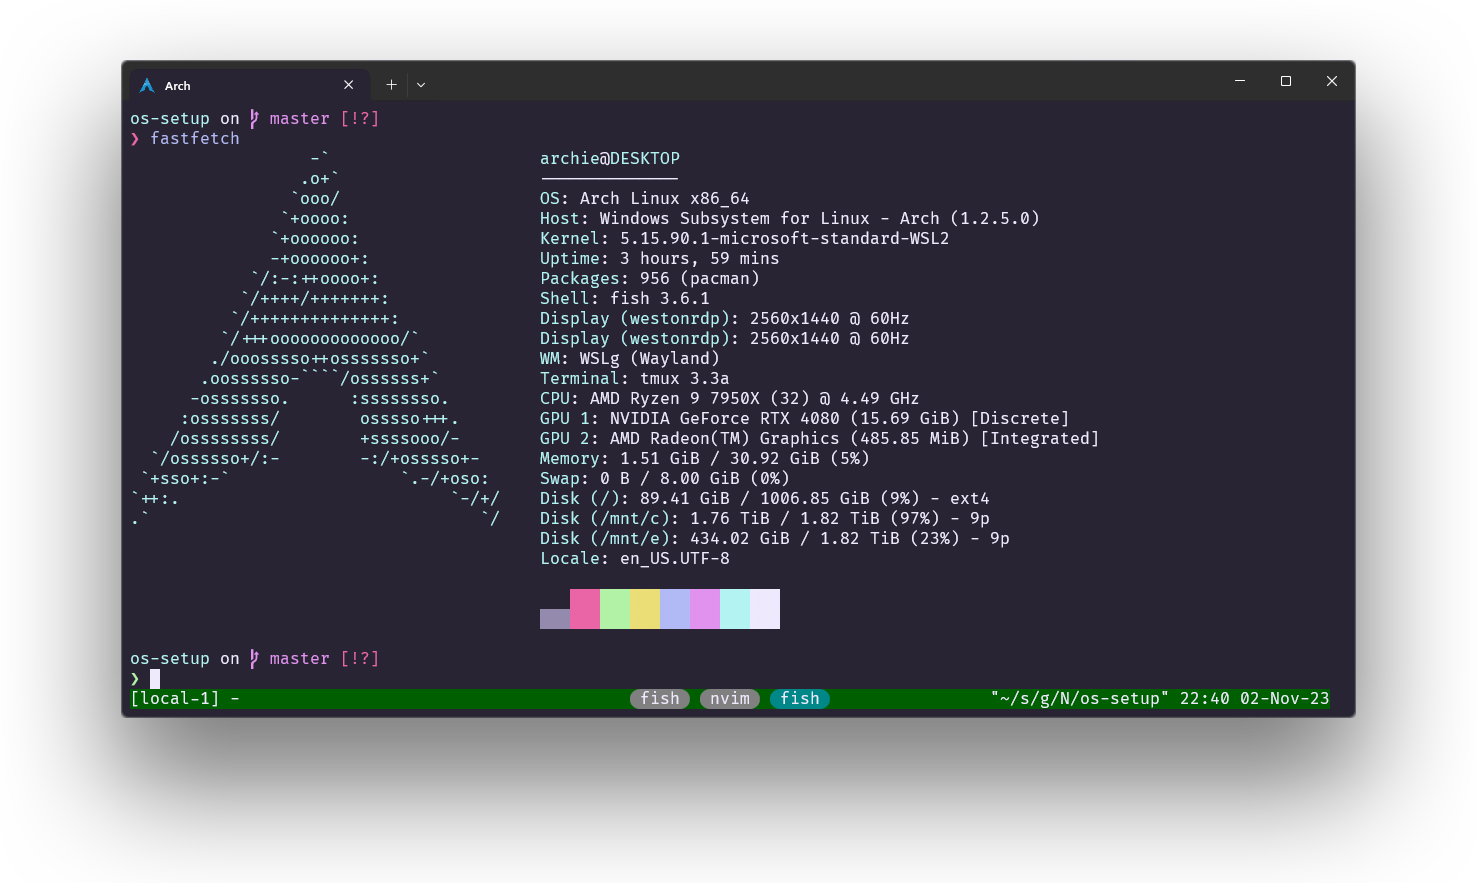 Arch
os-setup on master [!?]
❯ fastfetch
-`
.o+`
`ooo/
`+oooo:
`+oooooo:
-+oooooo+:
`/:-:++oooo+:
`/++++/+++++++:
`/++++++++++++++:
`/+++ooooooooooooo/`
./ooosssso++osssssso+`
.oossssso-````/ossssss+`
-osssssso.      :ssssssso.
:osssssss/        osssso+++.
/ossssssss/        +ssssooo/-
`/ossssso+/:-        -:/+osssso+-
`+sso+:-`                 `.-/+oso:
`++:.                           `-/+/
.`                                 `/
archie@DESKTOP
--------------
OS: Arch Linux x86_64
Host: Windows Subsystem for Linux - Arch (1.2.5.0)
Kernel: 5.15.90.1-microsoft-standard-WSL2
Uptime: 3 hours, 59 mins
Packages: 956 (pacman)
Shell: fish 3.6.1
Display (westonrdp): 2560x1440 @ 60Hz
Display (westonrdp): 2560x1440 @ 60Hz
WM: WSLg (Wayland)
Terminal: tmux 3.3a
CPU: AMD Ryzen 9 7950X (32) @ 4.49 GHz
GPU 1: NVIDIA GeForce RTX 4080 (15.69 GiB) [Discrete]
GPU 2: AMD Radeon(TM) Graphics (485.85 MiB) [Integrated]
Memory: 1.51 GiB / 30.92 GiB (5%)
Swap: 0 B / 8.00 GiB (0%)
Disk (/): 89.41 GiB / 1006.85 GiB (9%) - ext4
Disk (/mnt/c): 1.76 TiB / 1.82 TiB (97%) - 9p
Disk (/mnt/e): 434.02 GiB / 1.82 TiB (23%) - 9p
Locale: en_US.UTF-8
os-setup on master [!?]
❯
[local-1] - fish nvim fish "~/s/g/N/os-setup" 22:40 02-Nov-23